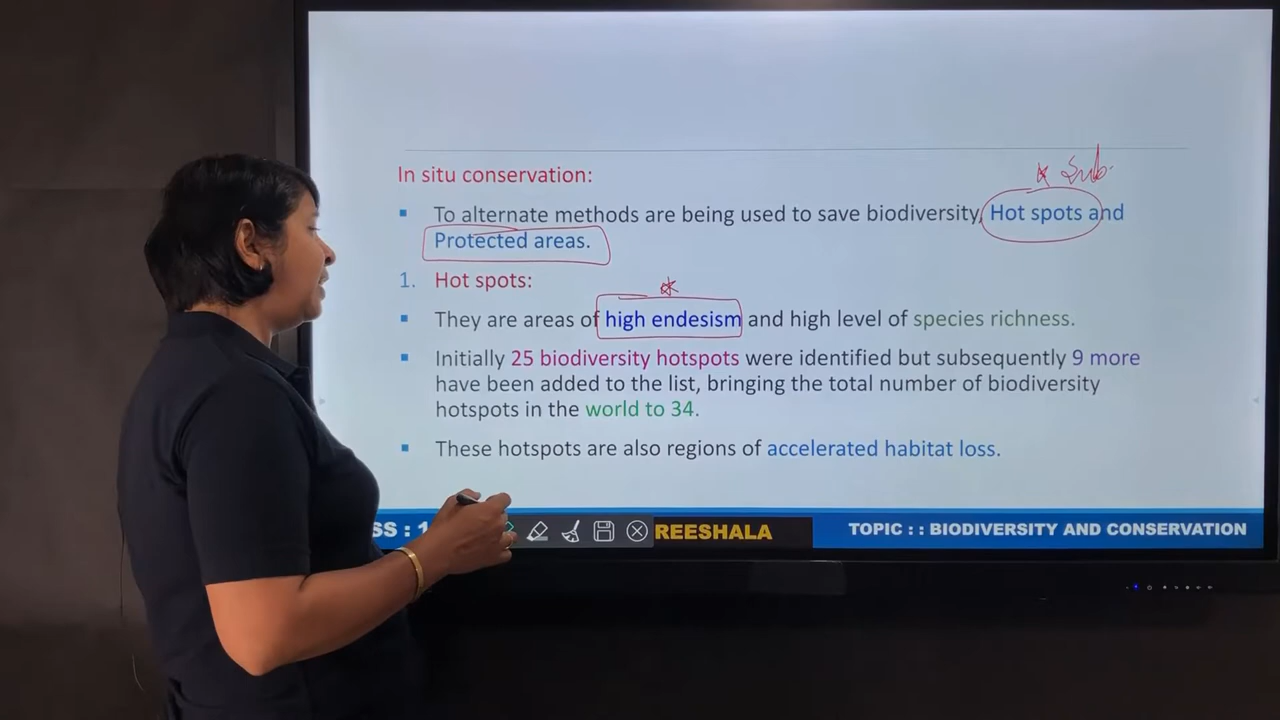 * Sub.
In situ conservation:
▪ To alternate methods are being used to save biodiversity, Hot spots and
Protected areas.
1. Hot spots:
*
▪ They are areas of high endesism and high level of species richness.
▪ Initially 25 biodiversity hotspots were identified but subsequently 9 more
have been added to the list, bringing the total number of biodiversity
hotspots in the world to 34.
▪ These hotspots are also regions of accelerated habitat loss.
SS : 1 REESHALA TOPIC : : BIODIVERSITY AND CONSERVATION